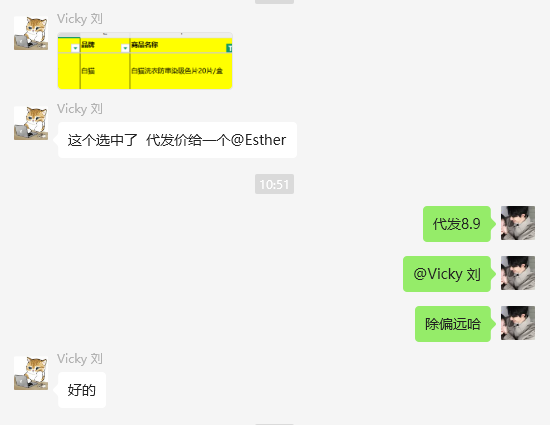 Vicky 刘
品牌
商品名称
白猫
白猫洗衣防串染吸色片20片/盒
Vicky 刘
这个选中了 代发价给一个@Esther
10:51
代发8.9
@Vicky 刘
除偏远哈
Vicky 刘
好的